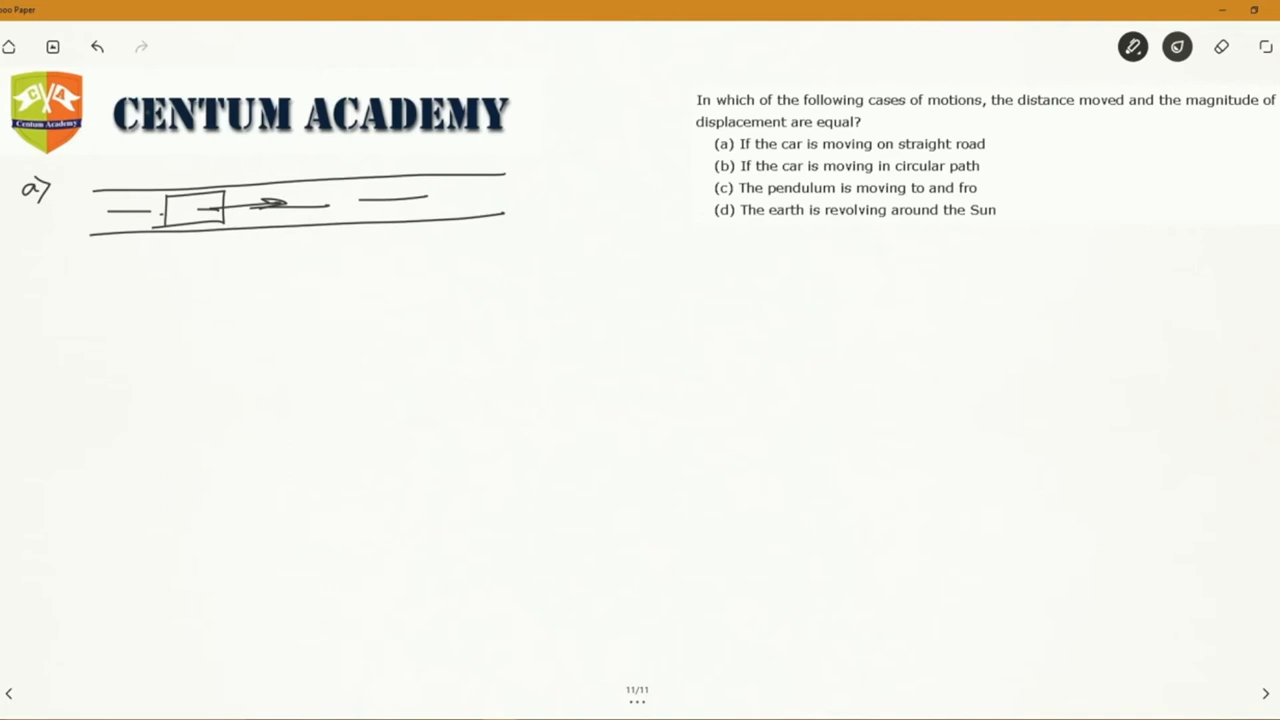 ooo Paper
CVA
Centum Academy
CENTUM ACADEMY
In which of the following cases of motions, the distance moved and the magnitude of
displacement are equal?
(a) If the car is moving on straight road
(b) If the car is moving in circular path
(c) The pendulum is moving to and fro
(d) The earth is revolving around the Sun
a)
11/11